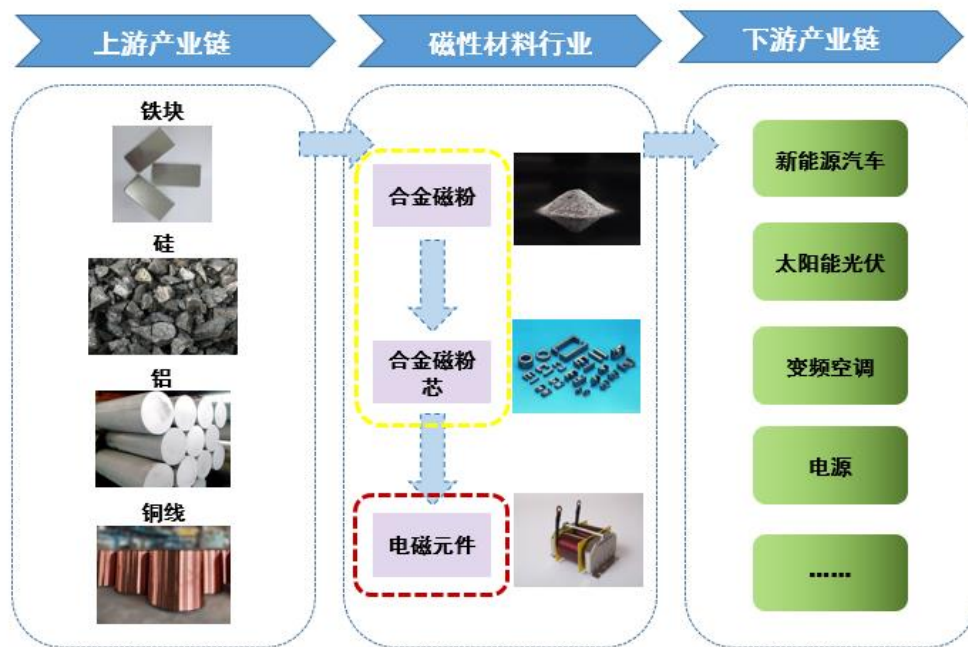 上游产业链
磁性材料行业
下游产业链
铁块
硅
铝
铜线
合金磁粉
合金磁粉
芯
电磁元件
新能源汽车
太阳能光伏
变频空调
电源
……